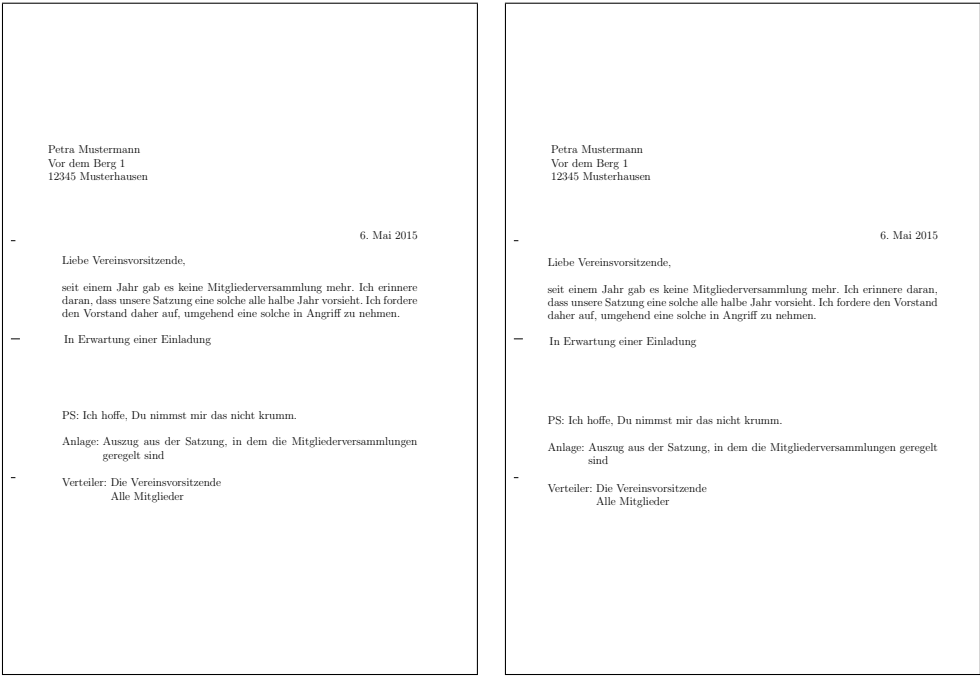 Petra Mustermann
Vor dem Berg 1
12345 Musterhausen
6. Mai 2015
Liebe Vereinsvorsitzende,
seit einem Jahr gab es keine Mitgliederversammlung mehr. Ich erinnere
daran, dass unsere Satzung eine solche alle halbe Jahr vorsieht. Ich fordere
den Vorstand daher auf, umgehend eine solche in Angriff zu nehmen.
In Erwartung einer Einladung
PS: Ich hoffe, Du nimmst mir das nicht krumm.
Anlage: Auszug aus der Satzung, in dem die Mitgliederversammlungen
geregelt sind
Verteiler: Die Vereinsvorsitzende
Alle Mitglieder
Petra Mustermann
Vor dem Berg 1
12345 Musterhausen
6. Mai 2015
Liebe Vereinsvorsitzende,
seit einem Jahr gab es keine Mitgliederversammlung mehr. Ich erinnere daran,
dass unsere Satzung eine solche alle halbe Jahr vorsieht. Ich fordere den Vorstand
daher auf, umgehend eine solche in Angriff zu nehmen.
In Erwartung einer Einladung
PS: Ich hoffe, Du nimmst mir das nicht krumm.
Anlage: Auszug aus der Satzung, in dem die Mitgliederversammlungen geregelt
sind
Verteiler: Die Vereinsvorsitzende
Alle Mitglieder